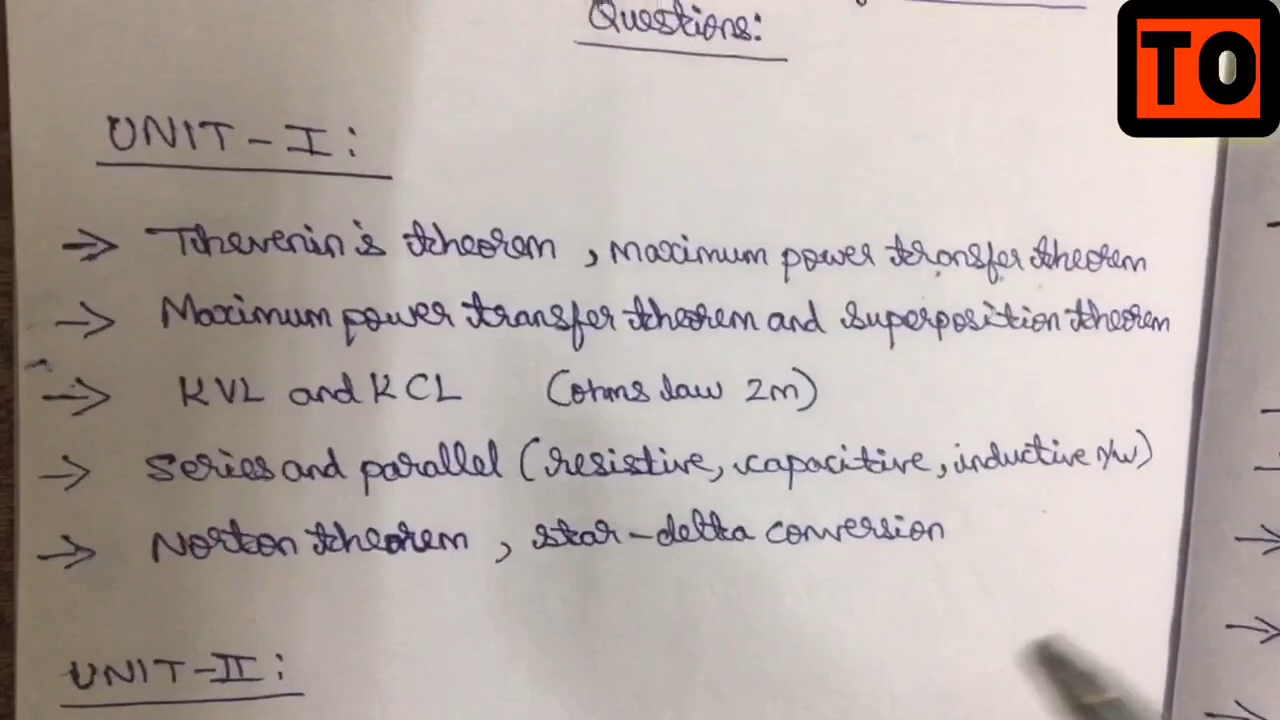 Questions:
TO
UNIT-I:
→ Thevenin's theorem, maximum power transfer theorem
→ Maximum power transfer theorem and superposition theorem
→ KVL and KCL (ohms law 2m)
→ series and parallel (resistive, capacitive, inductive n/w)
→ Norton theorem, star-delta conversion
UNIT-II: